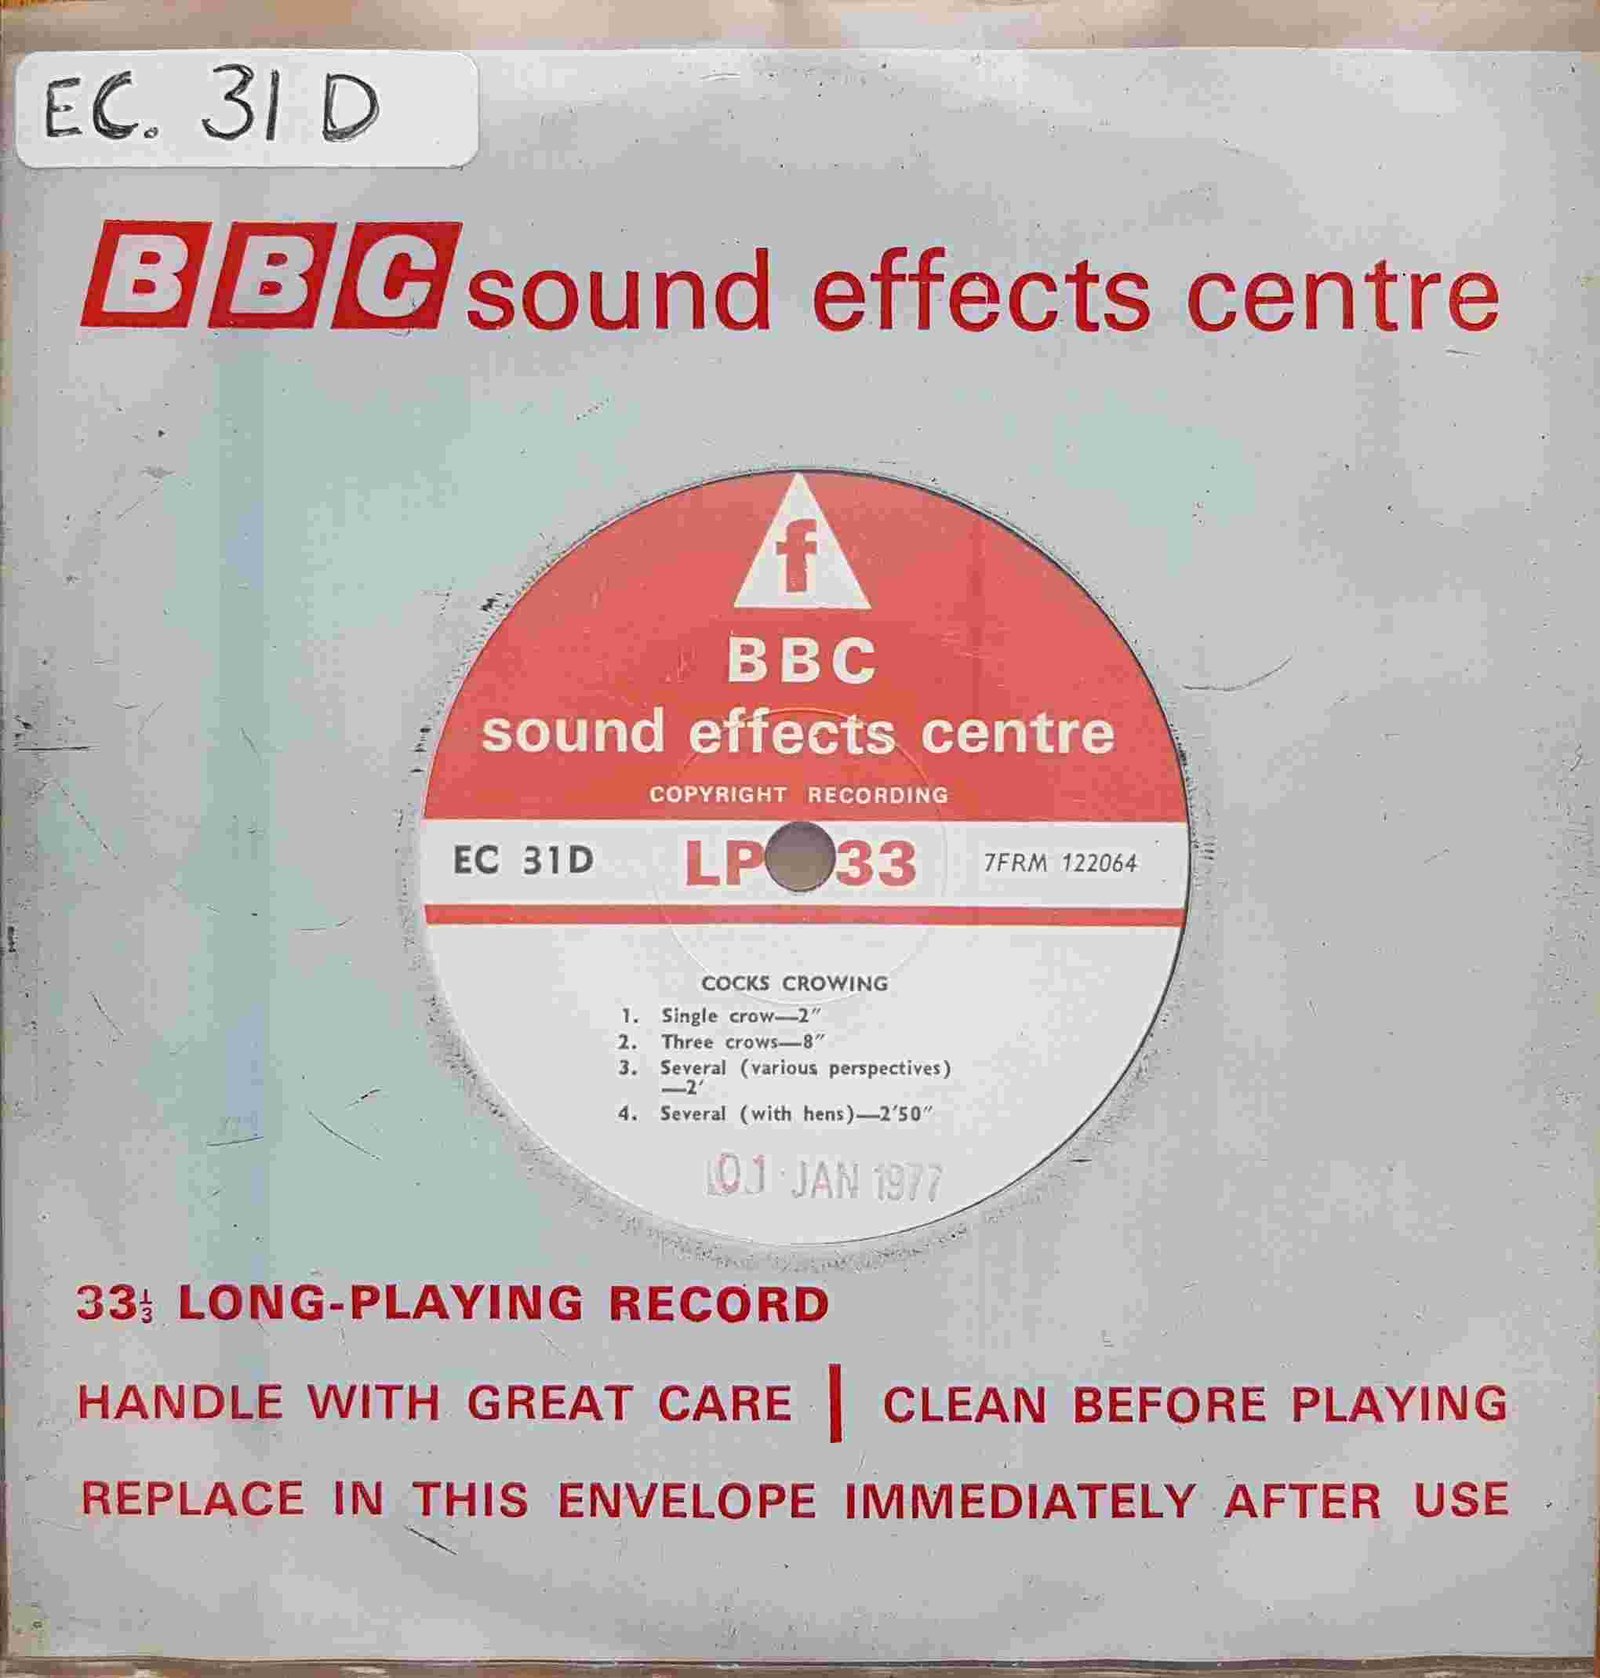 EC. 31 D
BBC sound effects centre
f
BBC
sound effects centre
COPYRIGHT RECORDING
EC 31D LP 33 7FRM 122064
COCKS CROWING
1. Single crow—2″
2. Three crows—8″
3. Several (various perspectives)
—2′
4. Several (with hens)—2′50″
01 JAN 1977
33⅓ LONG-PLAYING RECORD
HANDLE WITH GREAT CARE | CLEAN BEFORE PLAYING
REPLACE IN THIS ENVELOPE IMMEDIATELY AFTER USE